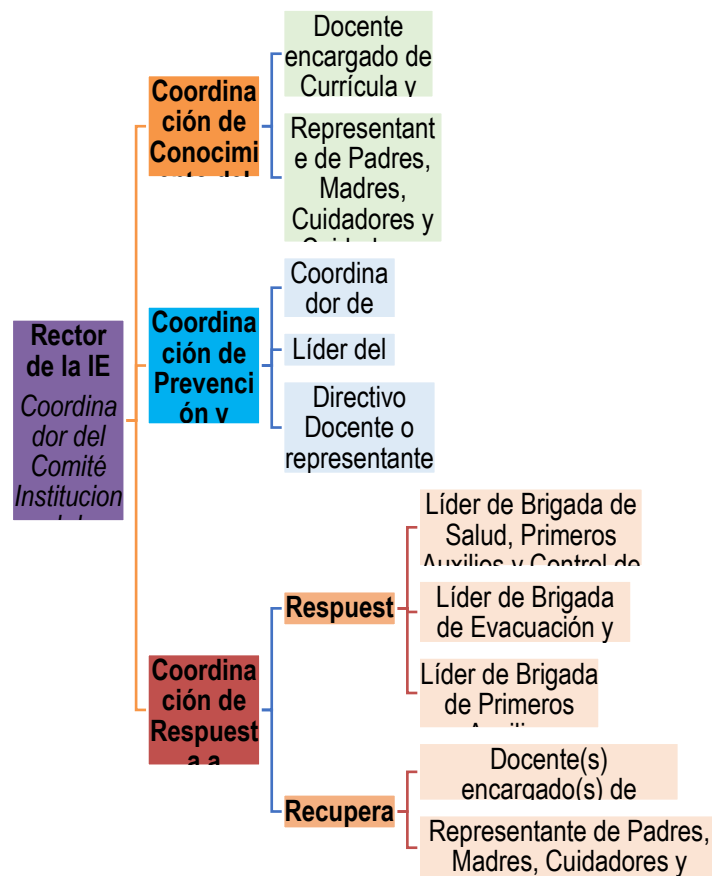 Rector
de la IE
Coordina
dor del
Comité
Institucion
Coordina
ción de
Conocimi
Docente
encargado de
Currícula y
Representant
e de Padres,
Madres,
Cuidadores y
Coordina
ción de
Prevenci
ón y
Coordina
dor de
Líder del
Directivo
Docente o
representante
Coordina
ción de
Respuest
a a
Respuest
Líder de Brigada de
Salud, Primeros
Auxilios y Control de
Líder de Brigada
de Evacuación y
Líder de Brigada
de Primeros
Recupera
Docente(s)
encargado(s) de
Representante de Padres,
Madres, Cuidadores y